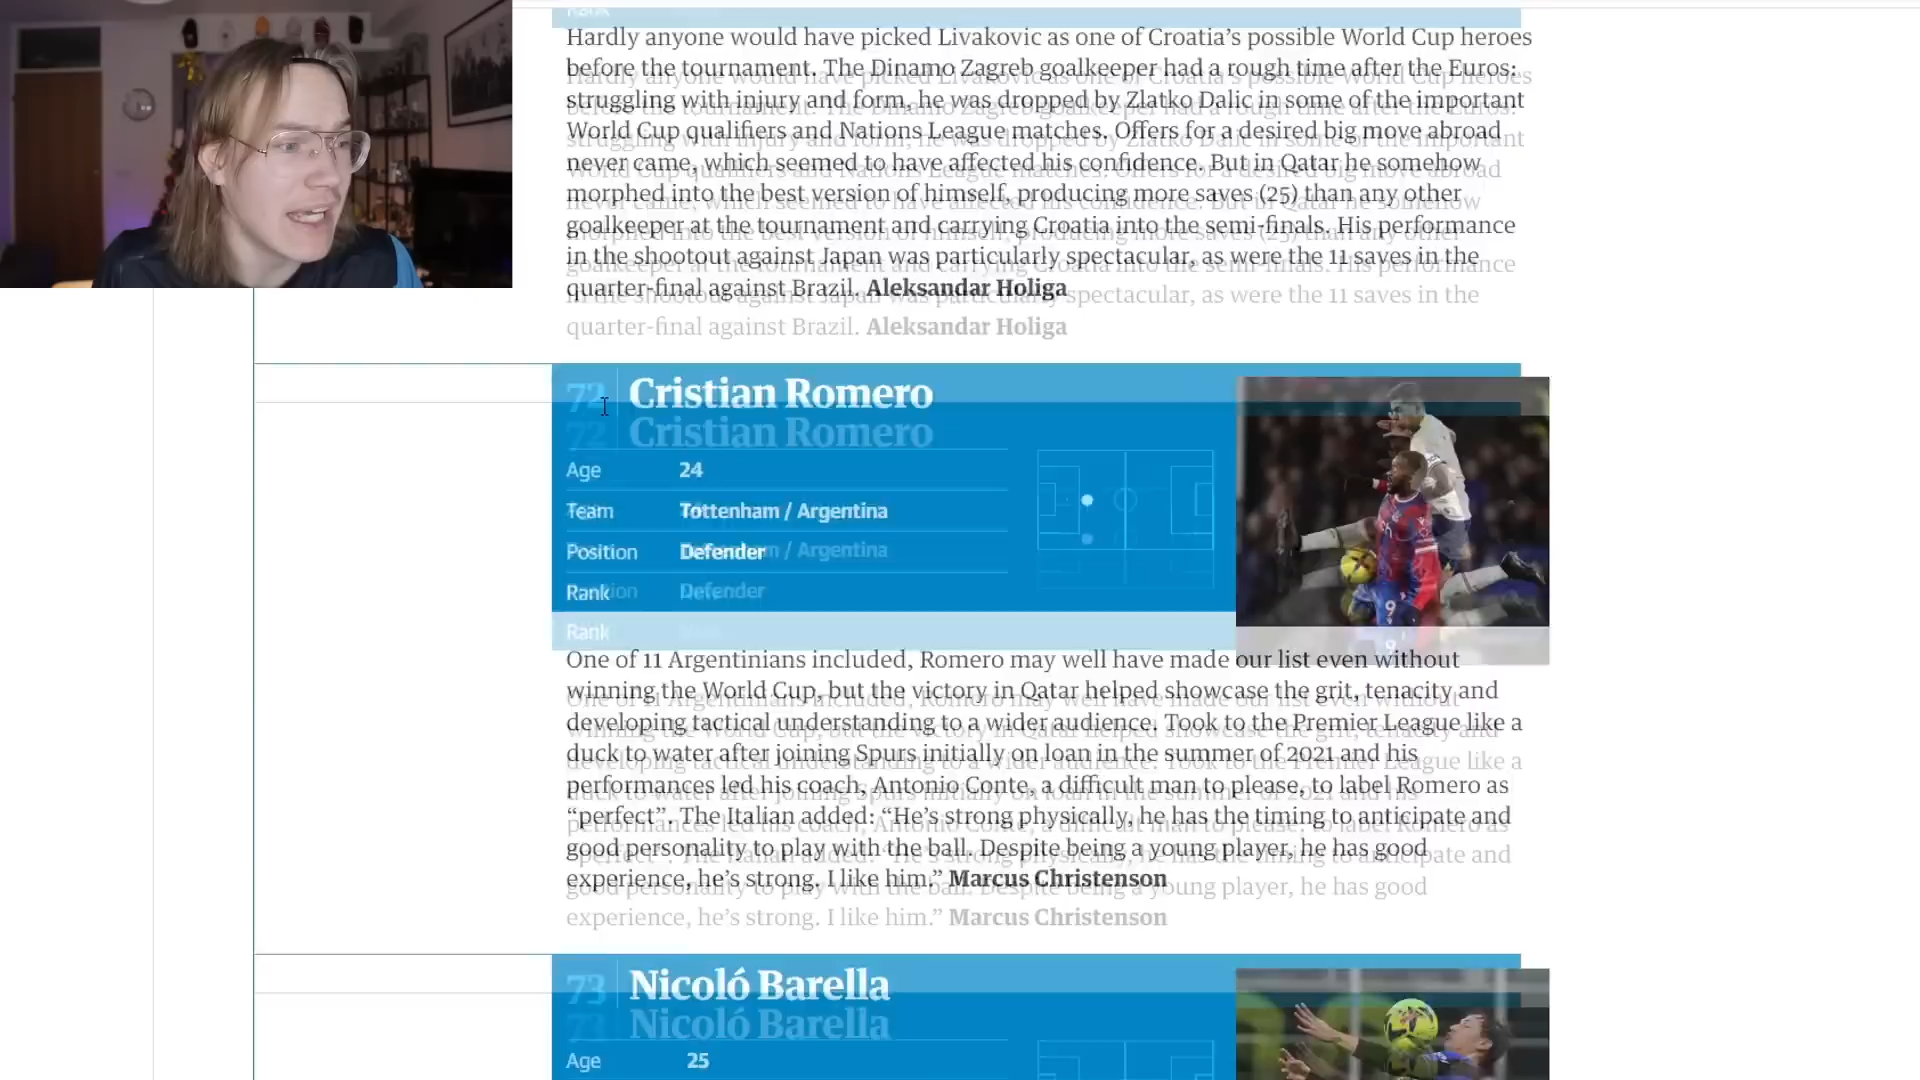 Rank
Hardly anyone would have picked Livakovic as one of Croatia’s possible World Cup heroes
before the tournament. The Dinamo Zagreb goalkeeper had a rough time after the Euros:
struggling with injury and form, he was dropped by Zlatko Dalic in some of the important
World Cup qualifiers and Nations League matches. Offers for a desired big move abroad
never came, which seemed to have affected his confidence. But in Qatar he somehow
morphed into the best version of himself, producing more saves (25) than any other
goalkeeper at the tournament and carrying Croatia into the semi-finals. His performance
in the shootout against Japan was particularly spectacular, as were the 11 saves in the
quarter-final against Brazil. Aleksandar Holiga
72 Cristian Romero
Age 24
Team Tottenham / Argentina
Position Defender
Rank
One of 11 Argentinians included, Romero may well have made our list even without
winning the World Cup, but the victory in Qatar helped showcase the grit, tenacity and
developing tactical understanding to a wider audience. Took to the Premier League like a
duck to water after joining Spurs initially on loan in the summer of 2021 and his
performances led his coach, Antonio Conte, a difficult man to please, to label Romero as
“perfect”. The Italian added: “He’s strong physically, he has the timing to anticipate and
good personality to play with the ball. Despite being a young player, he has good
experience, he’s strong. I like him.” Marcus Christenson
73 Nicoló Barella
Age 25
9